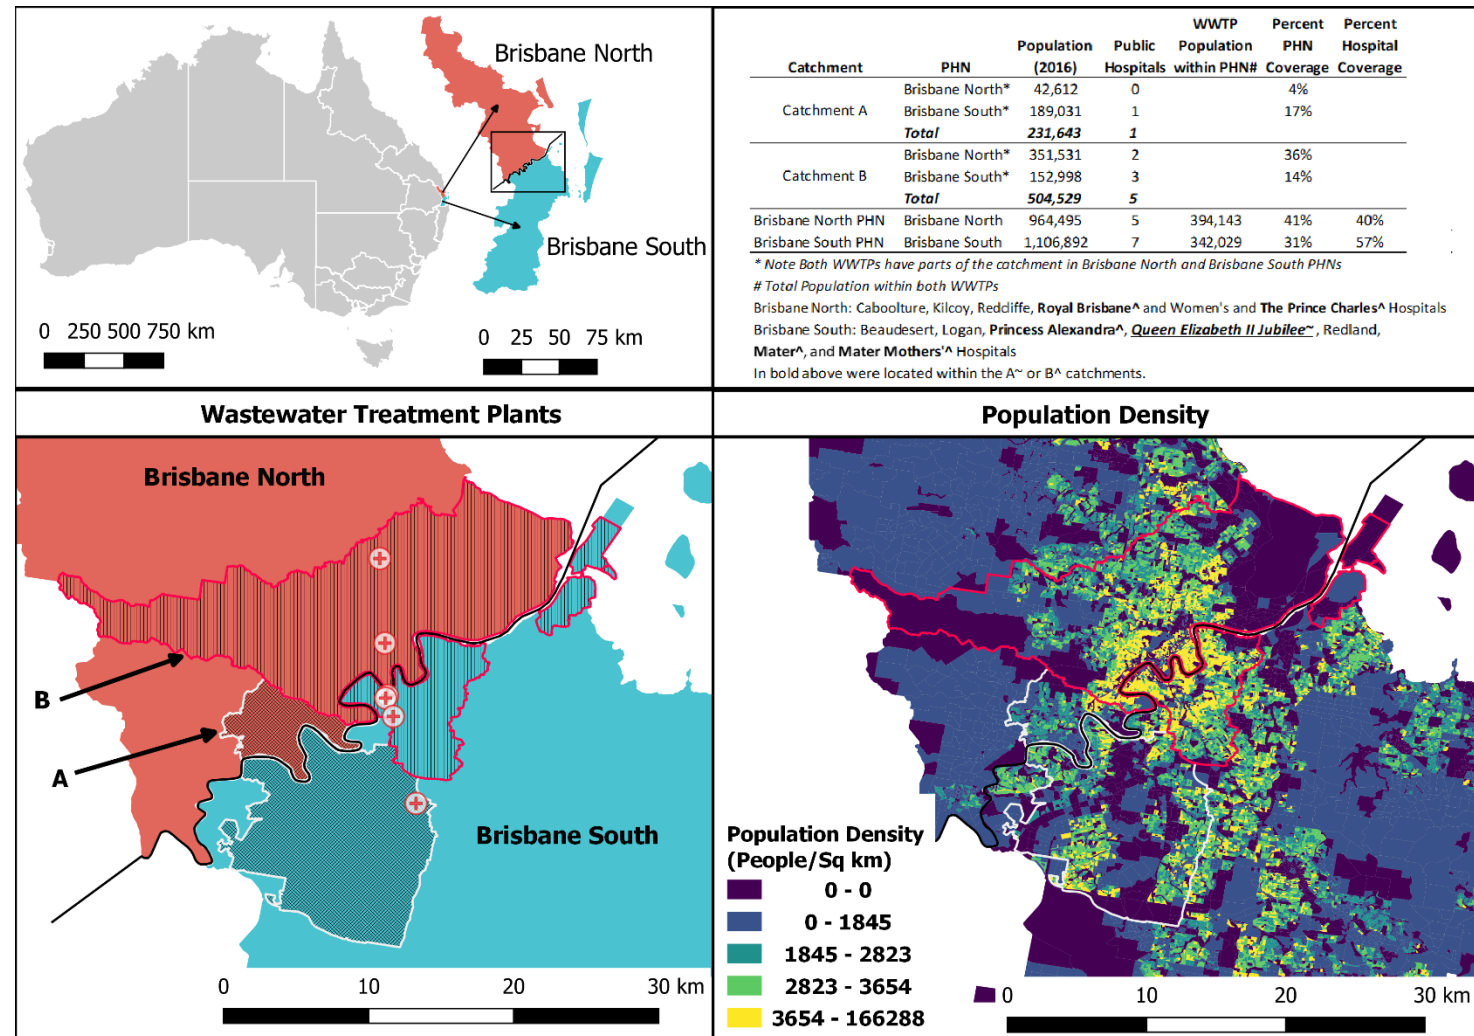 Brisbane North
Brisbane South
0 250 500 750 km
0 25 50 75 km
Catchment PHN Population (2016) Public Hospitals WWTP Population within PHN# Percent PHN Coverage Percent Hospital Coverage
Catchment A
Brisbane North* 42,612 0 4%
Brisbane South* 189,031 1 17%
Total 231,643 1
Catchment B
Brisbane North* 351,531 2 36%
Brisbane South* 152,998 3 14%
Total 504,529 5
Brisbane North PHN Brisbane North 964,495 5 394,143 41% 40%
Brisbane South PHN Brisbane South 1,106,892 7 342,029 31% 57%
* Note Both WWTPs have parts of the catchment in Brisbane North and Brisbane South PHNs
# Total Population within both WWTPs
Brisbane North: Caboolture, Kilcoy, Redcliffe, Royal Brisbane^ and Women's and The Prince Charles^ Hospitals
Brisbane South: Beaudesert, Logan, Princess Alexandra^, Queen Elizabeth II Jubilee~ , Redland,
Mater^, and Mater Mothers'^ Hospitals
In bold above were located within the A~ or B^ catchments.
Wastewater Treatment Plants
Brisbane North
B
A
Brisbane South
0 10 20 30 km
Population Density
Population Density
(People/Sq km)
0 - 0
0 - 1845
1845 - 2823
2823 - 3654
3654 - 166288
0 10 20 30 km